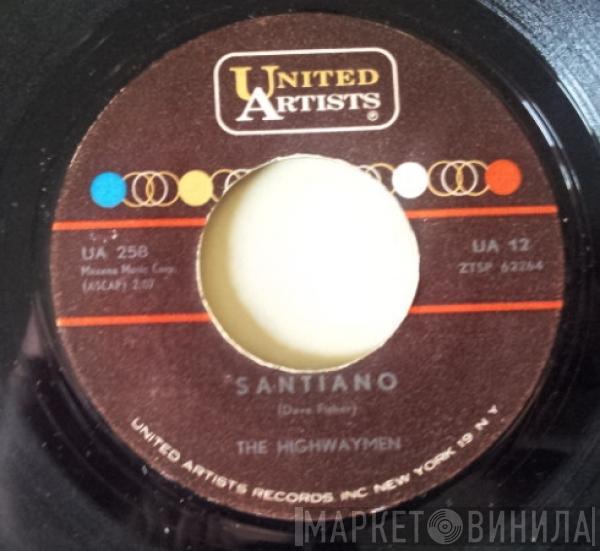 UNITED
ARTISTS
®
UA 258
UA 12
Music Corp.
ZTSP 62264
(ASCAP) 2:07
SANTIANO
(Dave Fisher)
THE HIGHWAYMEN
UNITED ARTISTS RECORDS, INC NEW YORK 19 N Y
МАРКЕТ ВИНИЛА